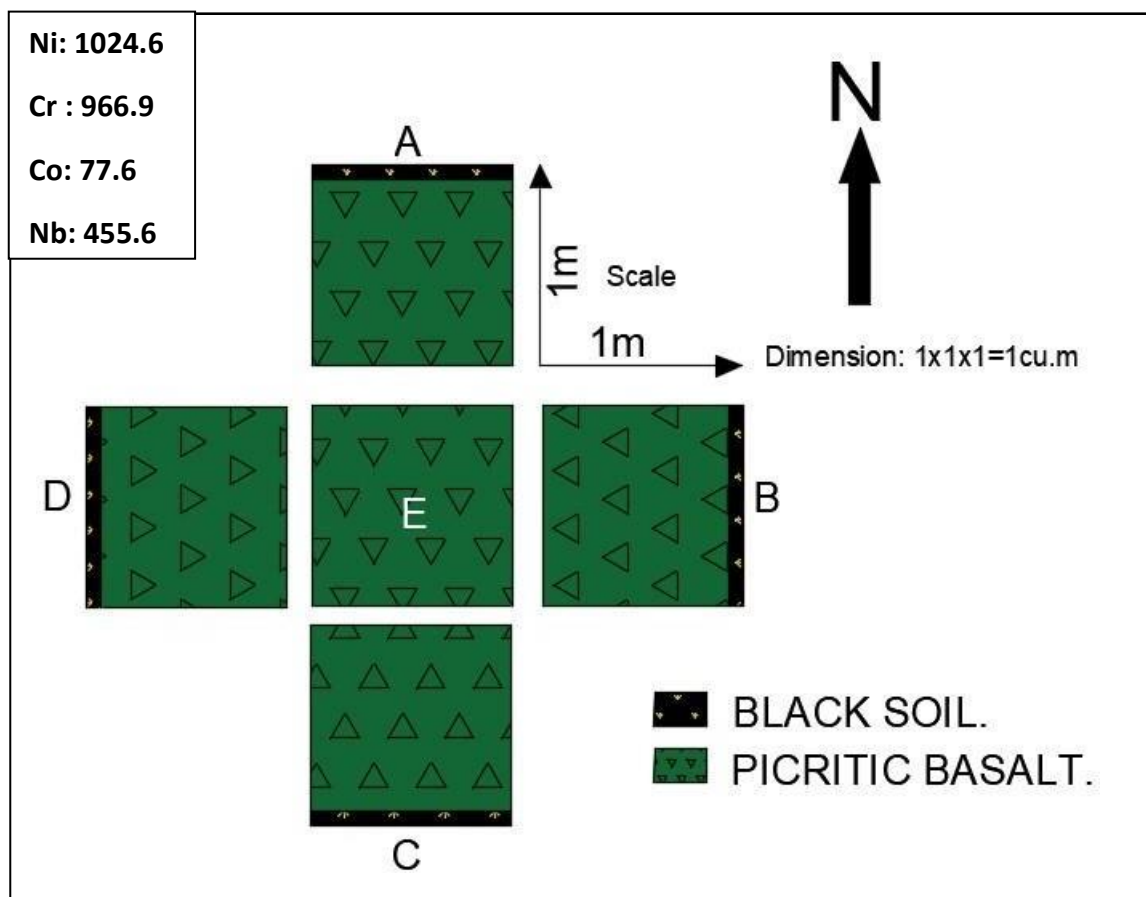 Ni: 1024.6
Cr : 966.9
Co: 77.6
Nb: 455.6
N
A
1m
Scale
1m
Dimension: 1x1x1=1cu.m
D
E
B
BLACK SOIL.
PICRITIC BASALT.
C